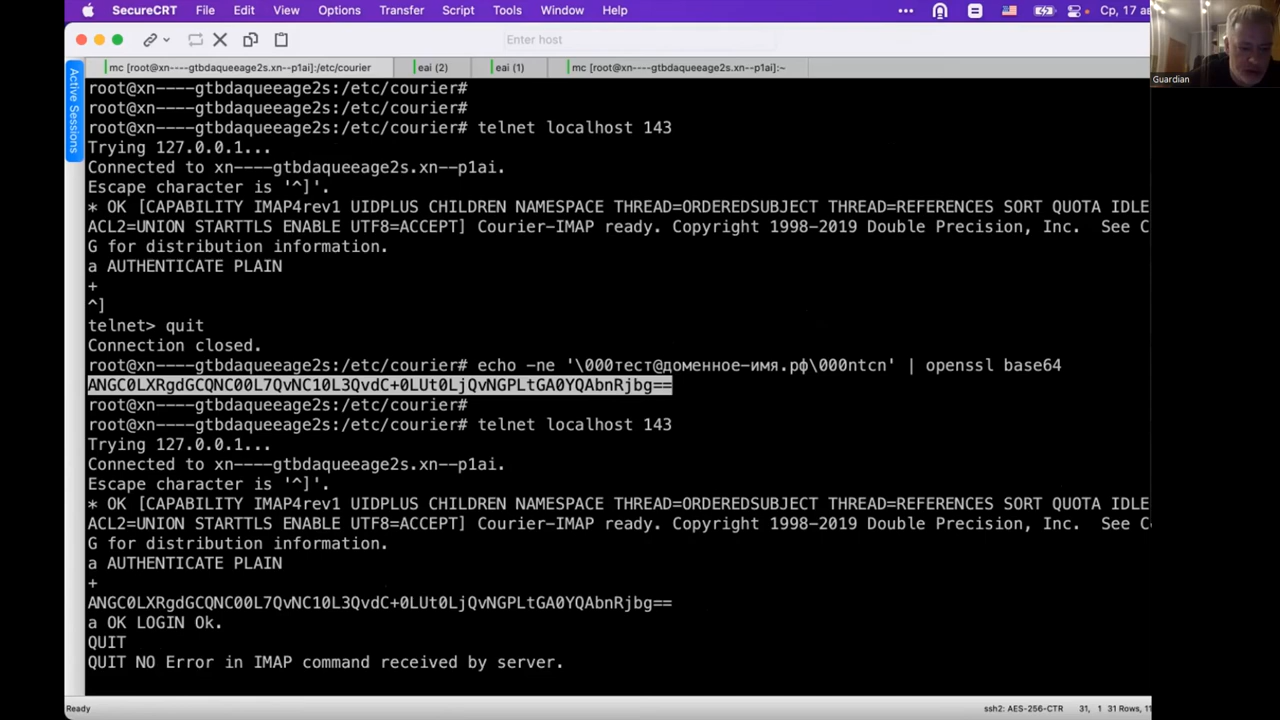 SecureCRT File Edit View Options Transfer Script Tools Window Help Ср, 17 ав
Enter host
Guardian
mc [root@xn----gtbdaqueeage2s.xn--p1ai]:/etc/courier eai (2) eai (1) mc [root@xn----gtbdaqueeage2s.xn--p1ai]:~
Active Sessions
root@xn----gtbdaqueeage2s:/etc/courier#
root@xn----gtbdaqueeage2s:/etc/courier#
root@xn----gtbdaqueeage2s:/etc/courier# telnet localhost 143
Trying 127.0.0.1...
Connected to xn----gtbdaqueeage2s.xn--p1ai.
Escape character is '^]'.
* OK [CAPABILITY IMAP4rev1 UIDPLUS CHILDREN NAMESPACE THREAD=ORDEREDSUBJECT THREAD=REFERENCES SORT QUOTA IDLE
ACL2=UNION STARTTLS ENABLE UTF8=ACCEPT] Courier-IMAP ready. Copyright 1998-2019 Double Precision, Inc.  See C
G for distribution information.
a AUTHENTICATE PLAIN
+
^]
telnet> quit
Connection closed.
root@xn----gtbdaqueeage2s:/etc/courier# echo -ne '\000тест@доменное-имя.рф\000ntcn' | openssl base64
ANGC0LXRgdGCQNC00L7QvNC10L3QvdC+0LUt0LjQvNGPLtGA0YQAbnRjbg==
root@xn----gtbdaqueeage2s:/etc/courier#
root@xn----gtbdaqueeage2s:/etc/courier# telnet localhost 143
Trying 127.0.0.1...
Connected to xn----gtbdaqueeage2s.xn--p1ai.
Escape character is '^]'.
* OK [CAPABILITY IMAP4rev1 UIDPLUS CHILDREN NAMESPACE THREAD=ORDEREDSUBJECT THREAD=REFERENCES SORT QUOTA IDLE
ACL2=UNION STARTTLS ENABLE UTF8=ACCEPT] Courier-IMAP ready. Copyright 1998-2019 Double Precision, Inc.  See C
G for distribution information.
a AUTHENTICATE PLAIN
+
ANGC0LXRgdGCQNC00L7QvNC10L3QvdC+0LUt0LjQvNGPLtGA0YQAbnRjbg==
a OK LOGIN Ok.
QUIT
QUIT NO Error in IMAP command received by server.
Ready ssh2: AES-256-CTR 31, 1 31 Rows, 11